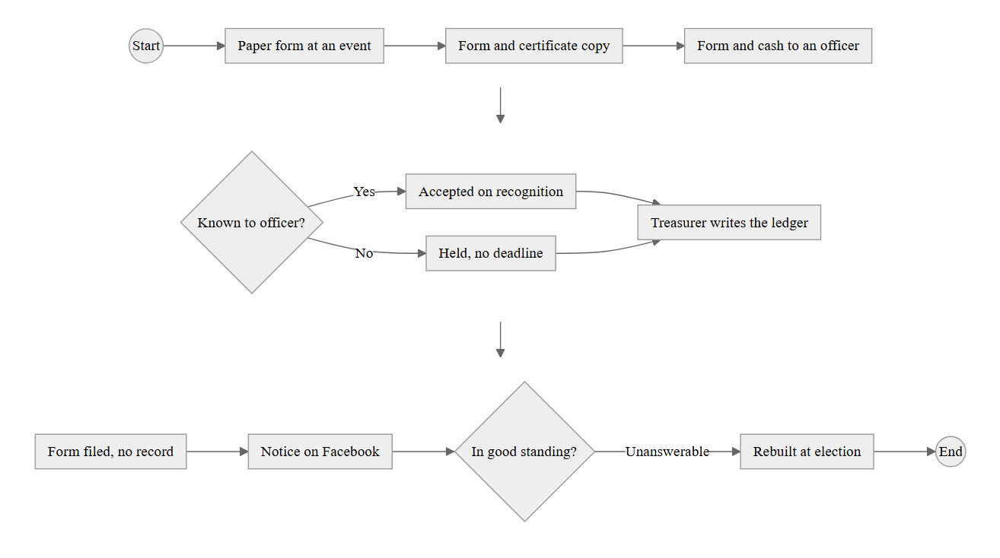 Start
Paper form at an event
Form and certificate copy
Form and cash to an officer
Known to officer?
Yes
Accepted on recognition
Treasurer writes the ledger
No
Held, no deadline
Form filed, no record
Notice on Facebook
In good standing?
Unanswerable
Rebuilt at election
End